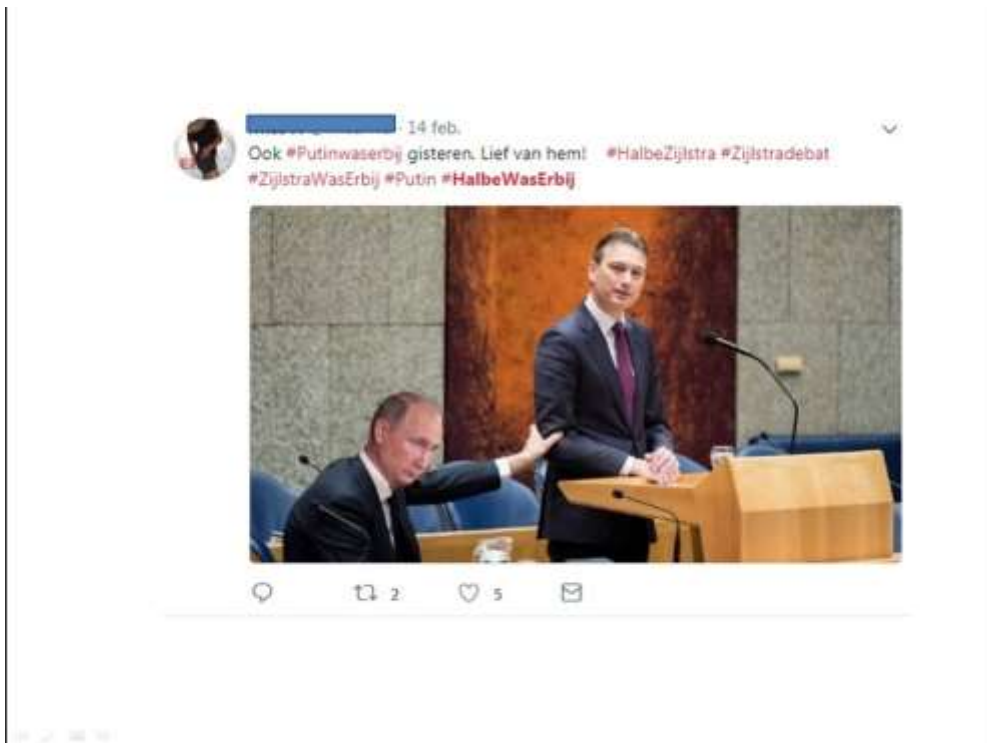 · 14 feb.
Ook #Putinwaserbij gisteren. Lief van hem! #HalbeZijlstra #Zijlstradebat
#ZijlstraWasErbij #Putin #HalbeWasErbij
2 5